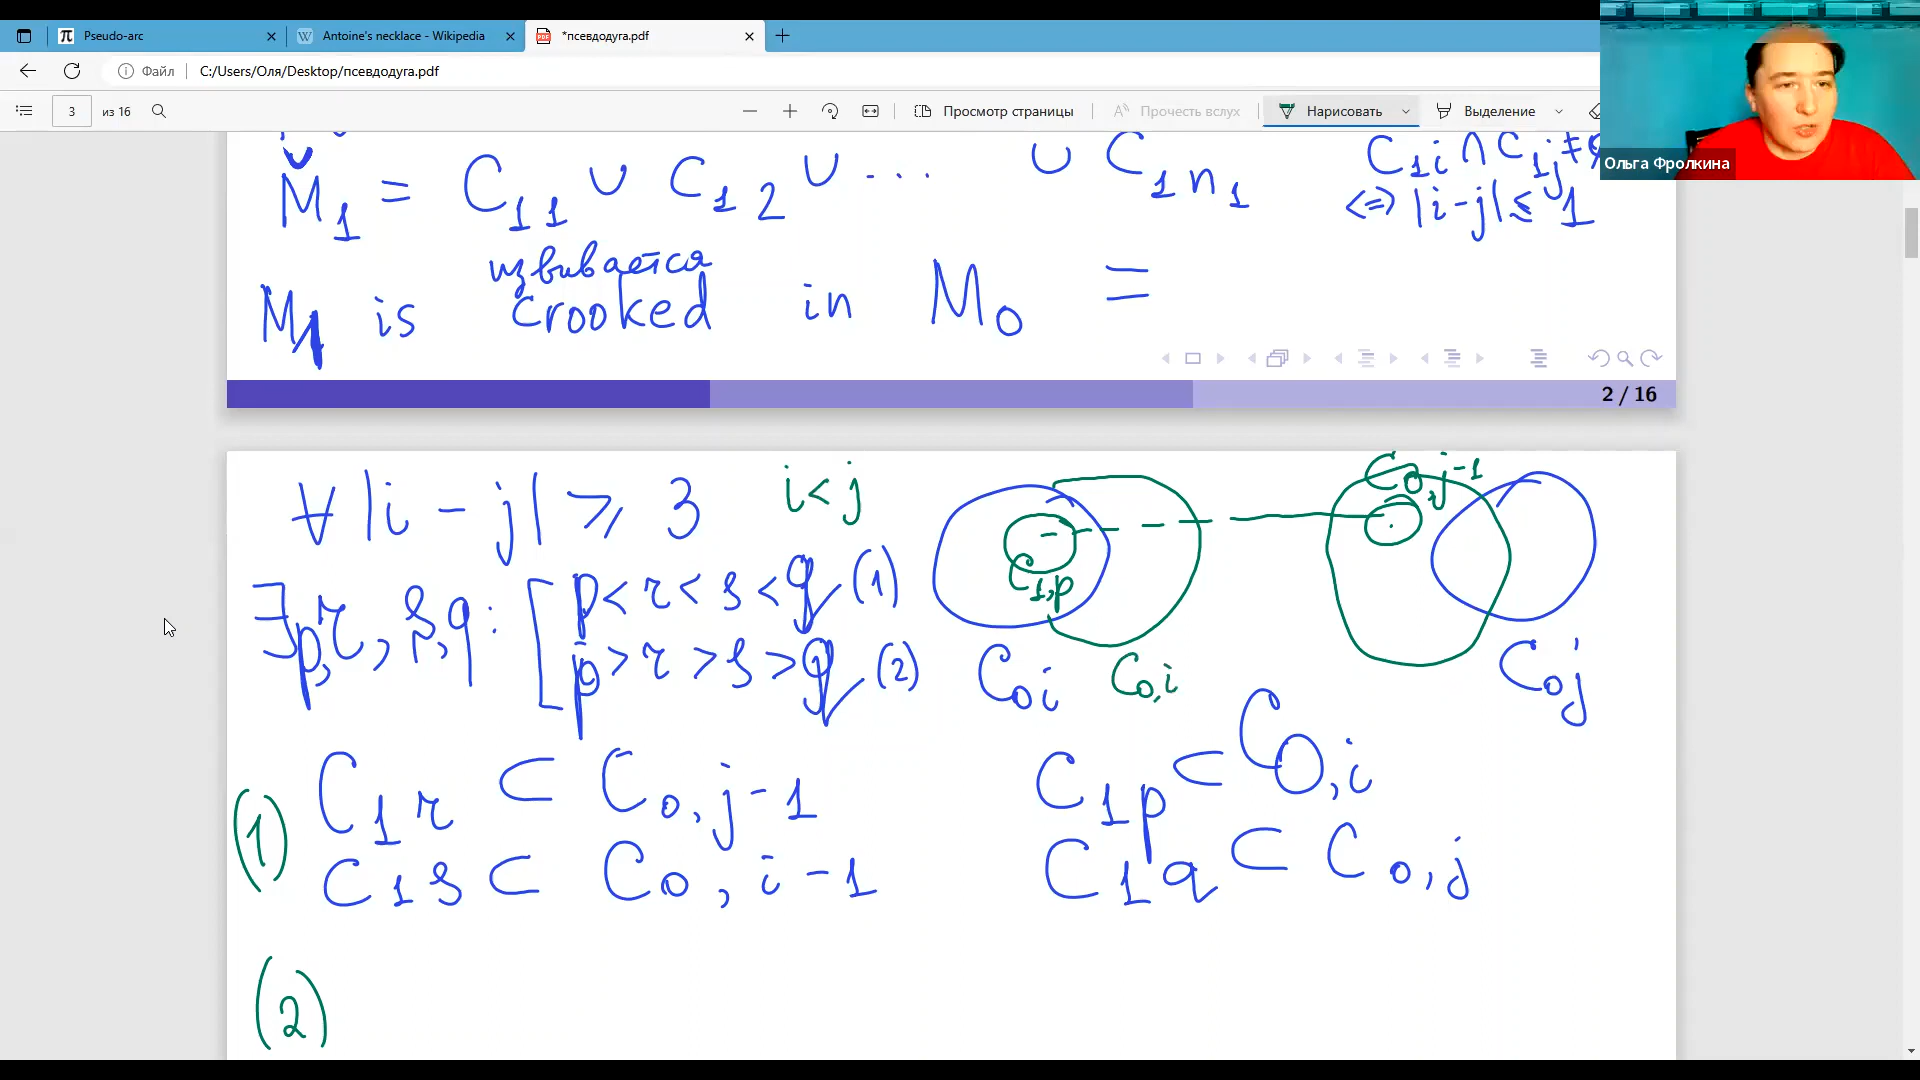 Pseudo-arc
Antoine's necklace - Wikipedia
*псевдодуга.pdf
Файл
C:/Users/Оля/Desktop/псевдодуга.pdf
3 из 16
Просмотр страницы
Прочесть вслух
Нарисовать
Выделение
Ольга Фролкина
M₁ = C₁₁ ∪ C₁₂ ∪ ... ∪ C₁ₙ₁
C₁ᵢ ∩ C₁ⱼ ≠
<=> |i-j| ≤ 1
извивается
M₁ is crooked in M₀ =
2 / 16
∀ |i - j| ⩾ 3 i < j
∃ p, r, s, q : [ p < r < s < q (1)
p > r > s > q (2)
C₀,j-1
C₁,p
C₀i
C₀,i
C₀j
(1) C₁r ⊂ C₀,j-1 C₁p ⊂ C₀,i
C₁s ⊂ C₀,i-1 C₁q ⊂ C₀,j
(2)